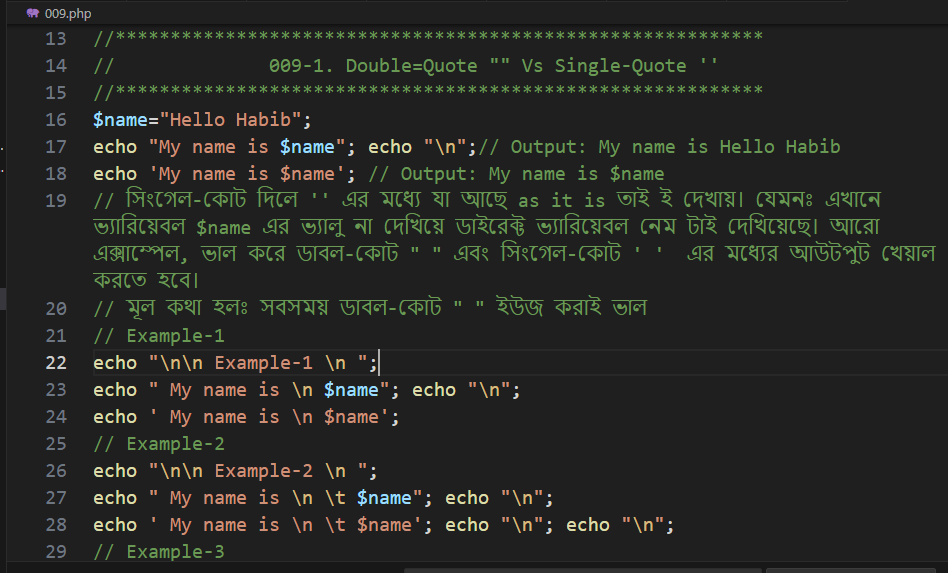 009.php
13 //***********************************************************
14 // 009-1. Double=Quote "" Vs Single-Quote ''
15 //***********************************************************
16 $name="Hello Habib";
17 echo "My name is $name"; echo "\n";// Output: My name is Hello Habib
18 echo 'My name is $name'; // Output: My name is $name
19 // সিংগেল-কোট দিলে '' এর মধ্যে যা আছে as it is তাই ই দেখায়। যেমনঃ এখানে
ভ্যারিয়েবল $name এর ভ্যালু না দেখিয়ে ডাইরেক্ট ভ্যারিয়েবল নেম টাই দেখিয়েছে। আরো
এক্সাম্পেল, ভাল করে ডাবল-কোট " " এবং সিংগেল-কোট ' ' এর মধ্যের আউটপুট খেয়াল
করতে হবে।
20 // মূল কথা হলঃ সবসময় ডাবল-কোট " " ইউজ করাই ভাল
21 // Example-1
22 echo "\n\n Example-1 \n ";
23 echo " My name is \n $name"; echo "\n";
24 echo ' My name is \n $name';
25 // Example-2
26 echo "\n\n Example-2 \n ";
27 echo " My name is \n \t $name"; echo "\n";
28 echo ' My name is \n \t $name'; echo "\n"; echo "\n";
29 // Example-3